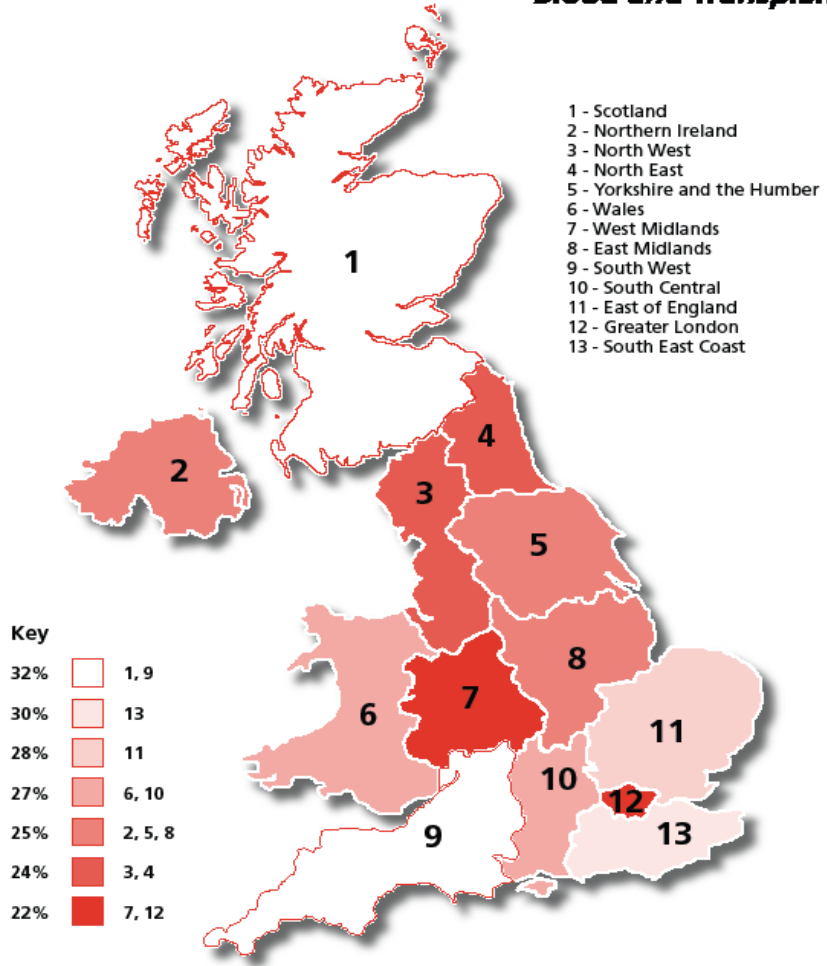 Blood and Transplant
1 - Scotland
2 - Northern Ireland
3 - North West
4 - North East
5 - Yorkshire and the Humber
6 - Wales
7 - West Midlands
8 - East Midlands
9 - South West
10 - South Central
11 - East of England
12 - Greater London
13 - South East Coast
1
2
4
3
5
8
7
6
11
10
12
9
13
Key
32% 1, 9
30% 13
28% 11
27% 6, 10
25% 2, 5, 8
24% 3, 4
22% 7, 12